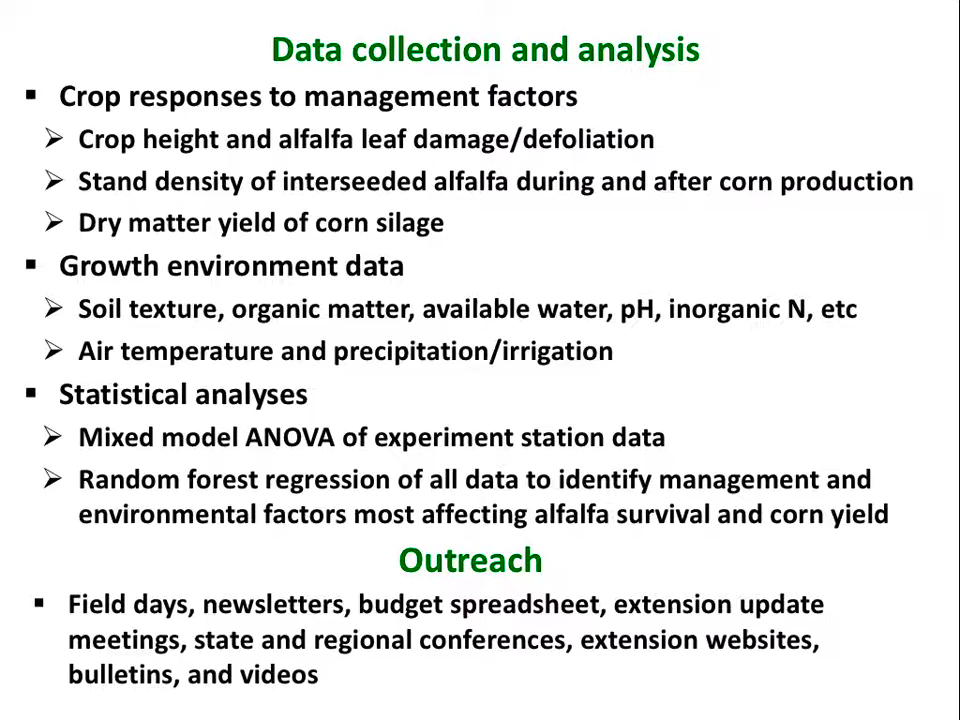 Data collection and analysis
▪ Crop responses to management factors
➢ Crop height and alfalfa leaf damage/defoliation
➢ Stand density of interseeded alfalfa during and after corn production
➢ Dry matter yield of corn silage
▪ Growth environment data
➢ Soil texture, organic matter, available water, pH, inorganic N, etc
➢ Air temperature and precipitation/irrigation
▪ Statistical analyses
➢ Mixed model ANOVA of experiment station data
➢ Random forest regression of all data to identify management and
environmental factors most affecting alfalfa survival and corn yield
Outreach
▪ Field days, newsletters, budget spreadsheet, extension update
meetings, state and regional conferences, extension websites,
bulletins, and videos